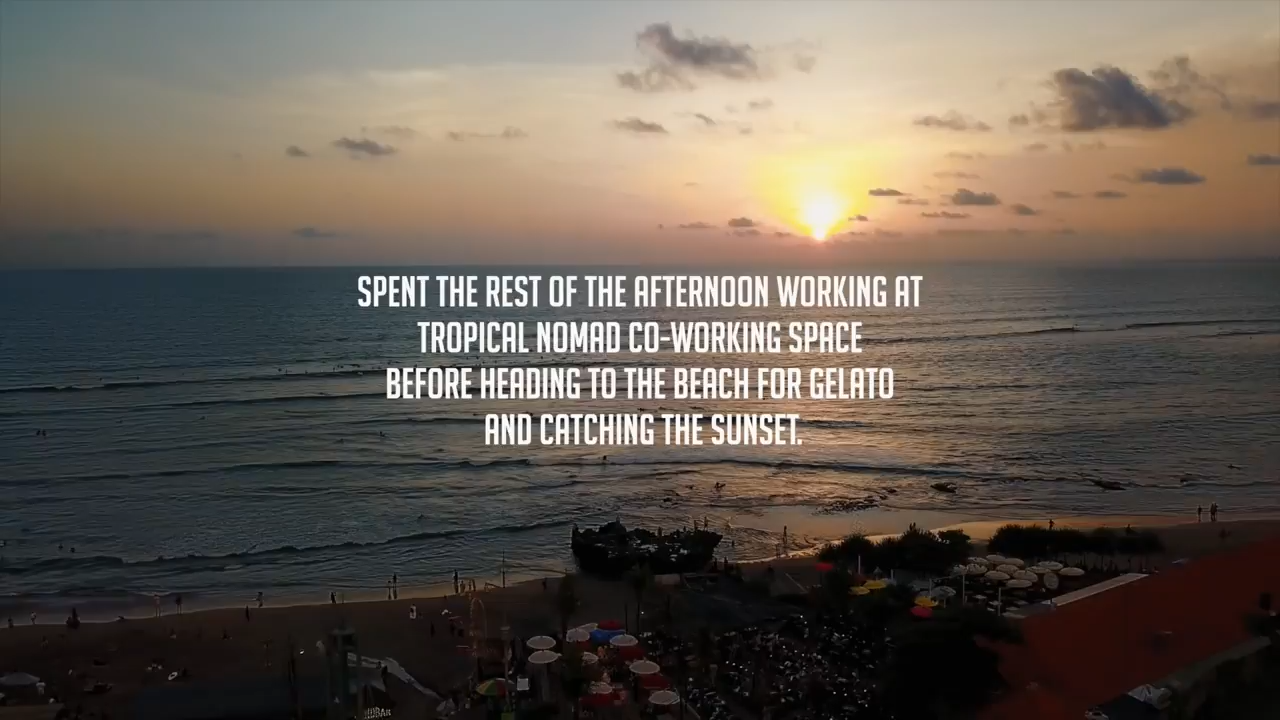 SPENT THE REST OF THE AFTERNOON WORKING AT
TROPICAL NOMAD CO-WORKING SPACE
BEFORE HEADING TO THE BEACH FOR GELATO
AND CATCHING THE SUNSET.